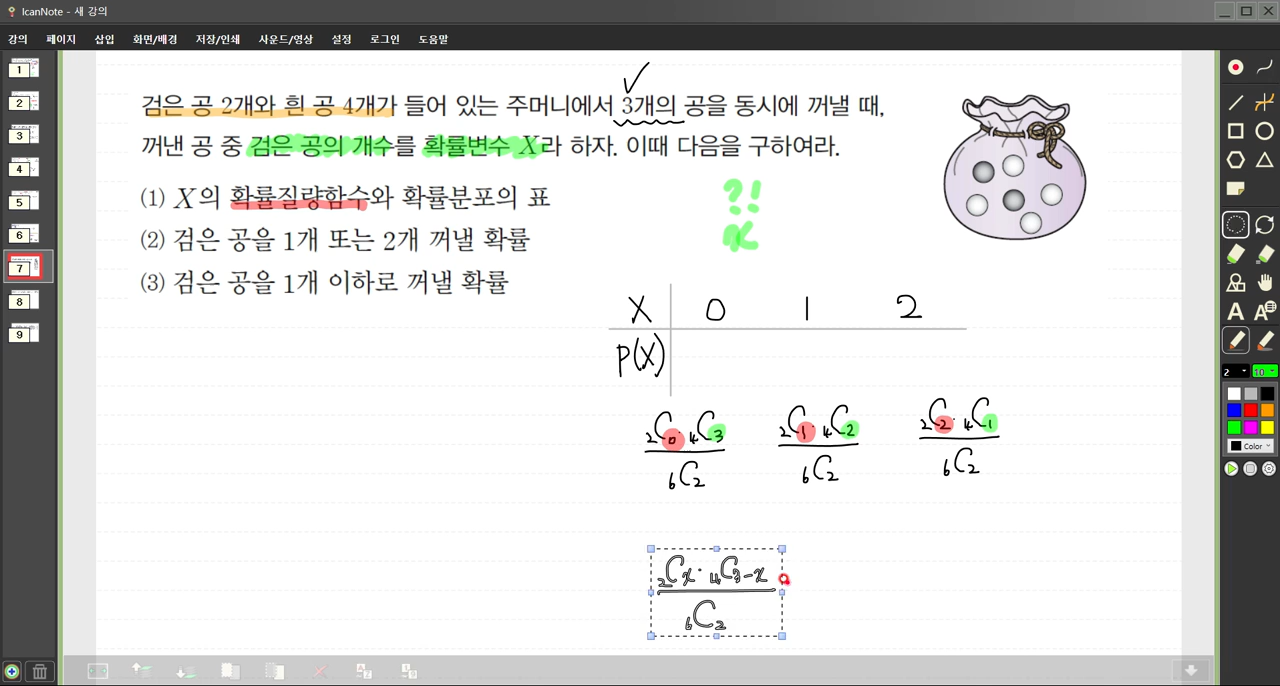 IcanNote - 새 강의
강의 페이지 삽입 화면/배경 저장/인쇄 사운드/영상 설정 로그인 도움말
1
2
3
4
5
6
7
8
9
검은 공 2개와 흰 공 4개가 들어 있는 주머니에서 3개의 공을 동시에 꺼낼 때,
꺼낸 공 중 검은 공의 개수를 확률변수 X라 하자. 이때 다음을 구하여라.
(1) X의 확률질량함수와 확률분포의 표
(2) 검은 공을 1개 또는 2개 꺼낼 확률
(3) 검은 공을 1개 이하로 꺼낼 확률
?!
x
X 0 1 2
P(X)
₂C₀·₄C₃ ₂C₁·₄C₂ ₂C₂·₄C₁
₆C₂ ₆C₂ ₆C₂
₂Cx·₄C₃₋x
₆C₂
A A
2 10
Color